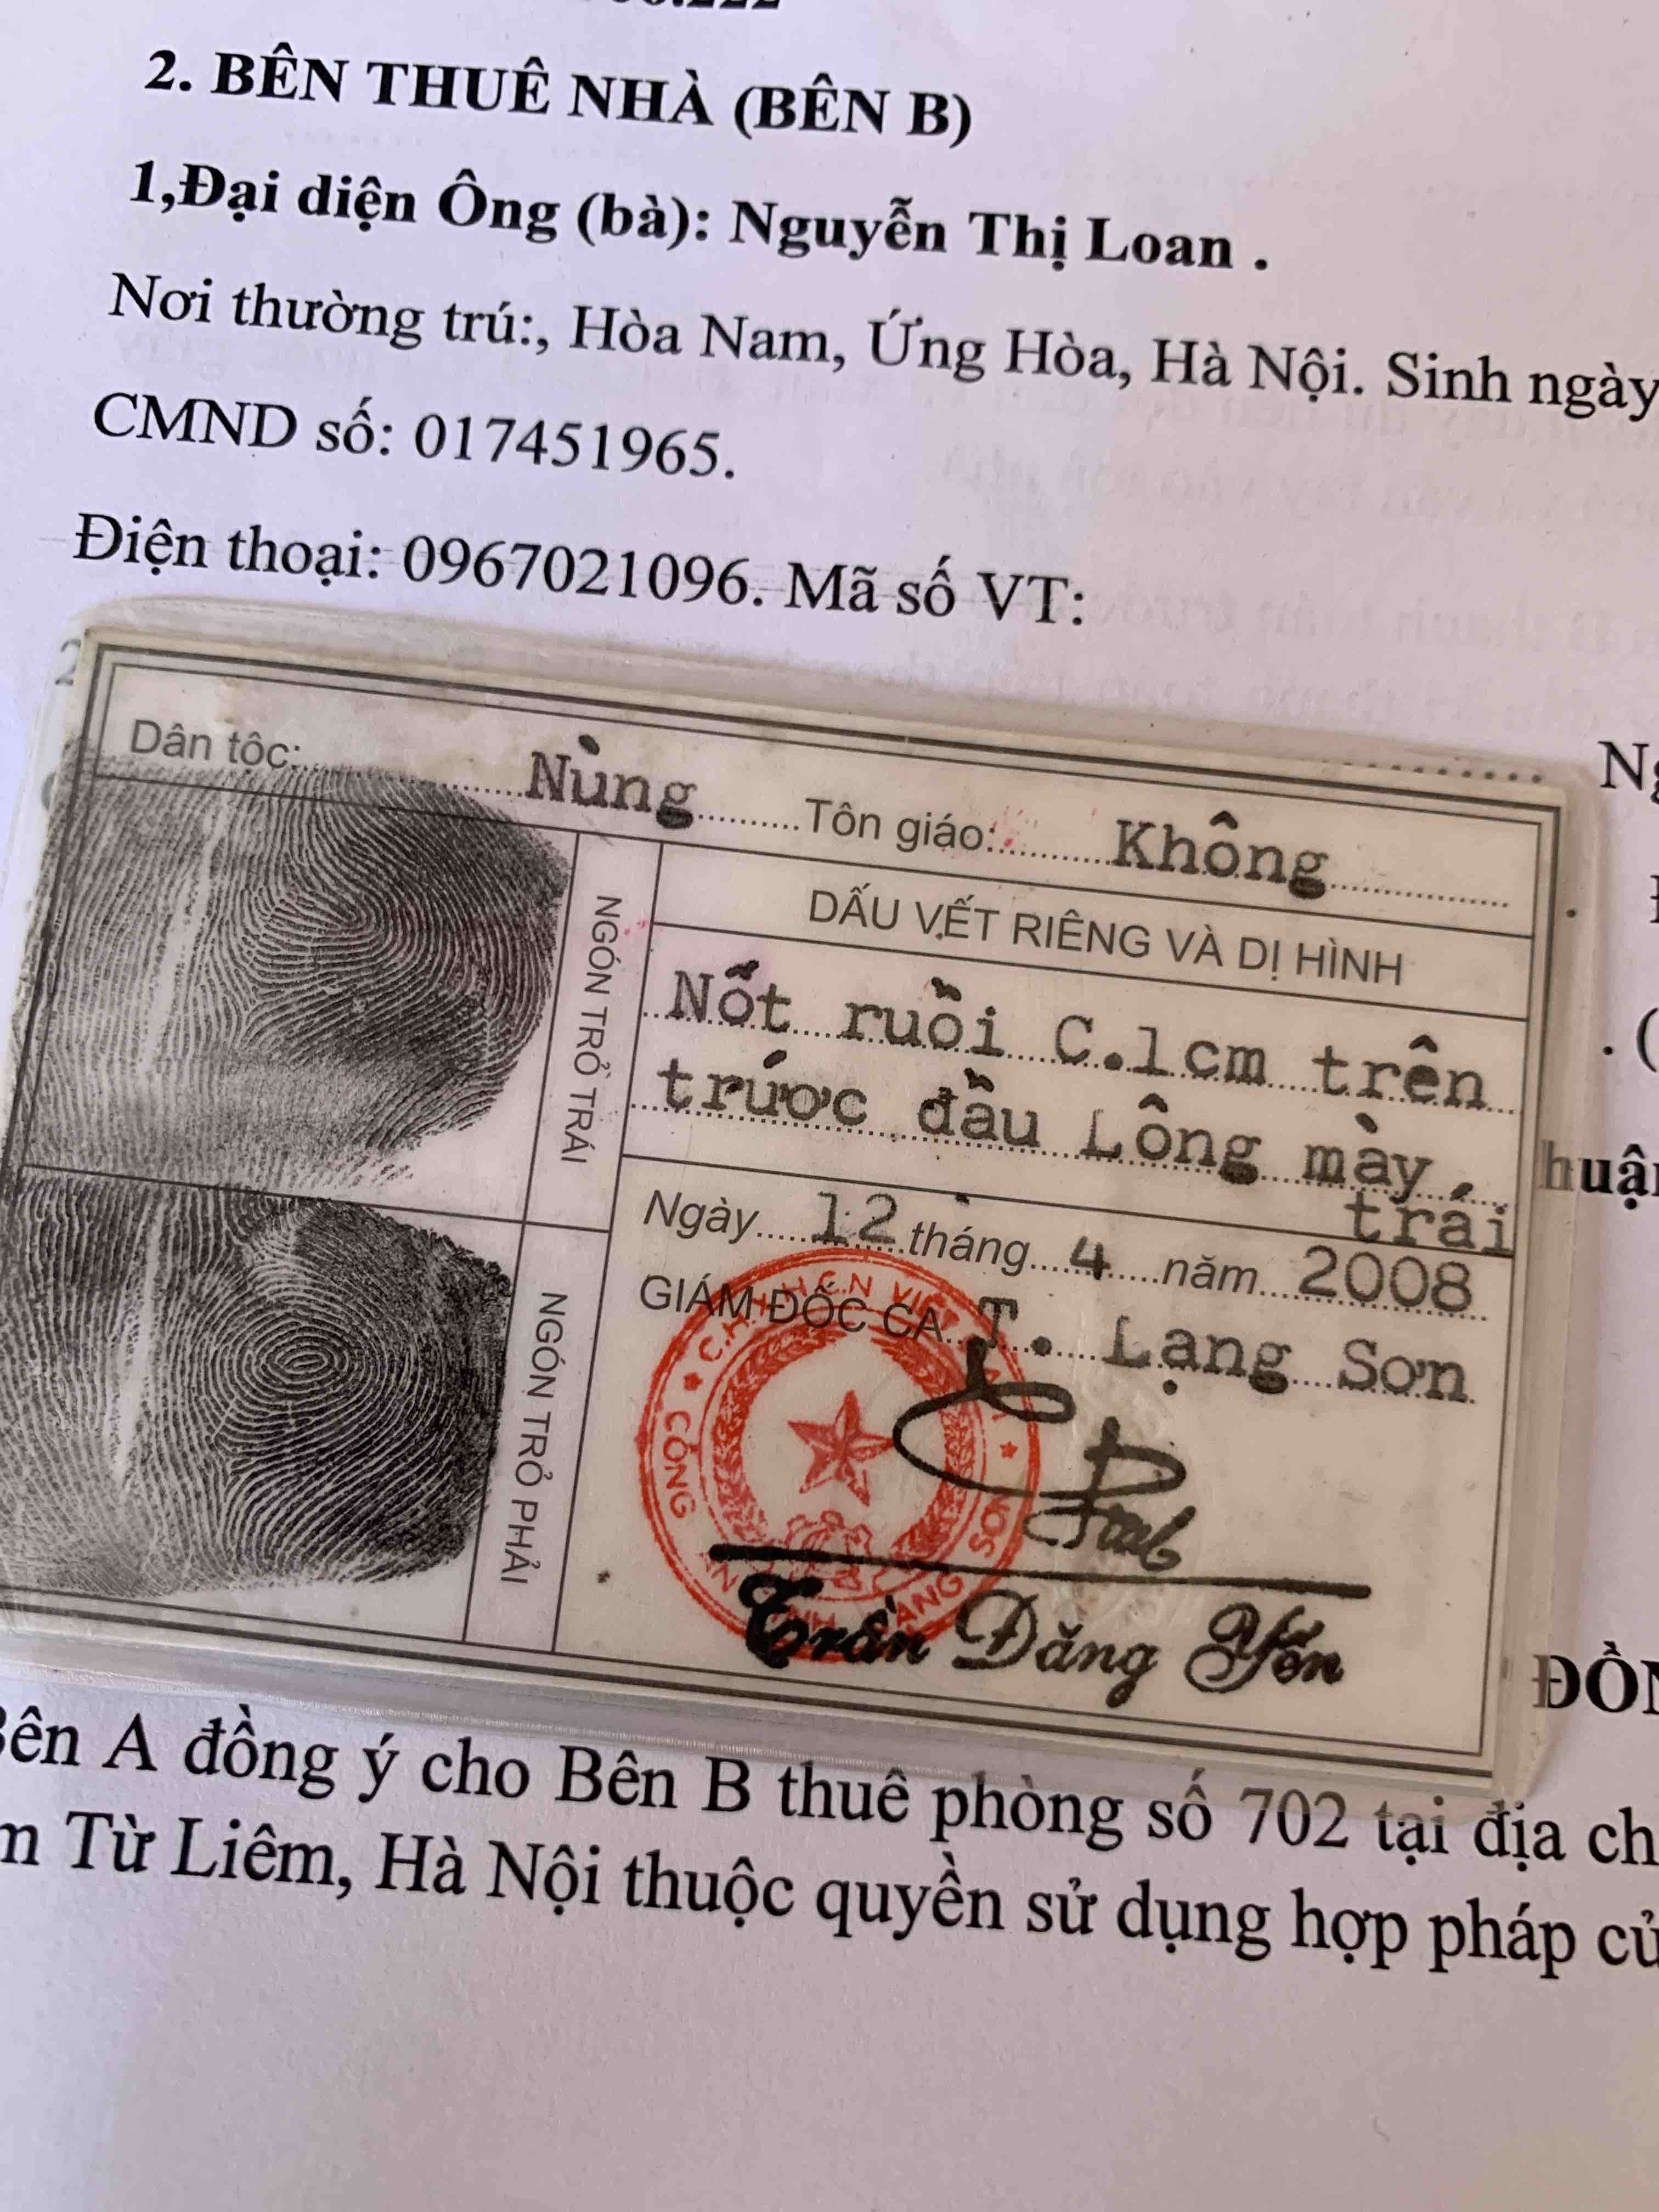 2. BÊN THUÊ NHÀ (BÊN B)
1,Đại diện Ông (bà): Nguyễn Thị Loan .
Nơi thường trú:, Hòa Nam, Ứng Hòa, Hà Nội. Sinh ngày
CMND số: 017451965.
Điện thoại: 0967021096. Mã số VT:
Dân tộc: Nùng Tôn giáo: Không
NGÓN TRỎ TRÁI
DẤU VẾT RIÊNG VÀ DỊ HÌNH
Nốt ruồi C.1cm trên
trước đầu Lông mày
trái
Ngày 12 tháng 4 năm 2008
GIÁM ĐỐC CA T. Lạng Sơn
NGÓN TRỎ PHẢI
Trần Đăng Yến
ĐỒN
Bên A đồng ý cho Bên B thuê phòng số 702 tại địa ch
m Từ Liêm, Hà Nội thuộc quyền sử dụng hợp pháp củ